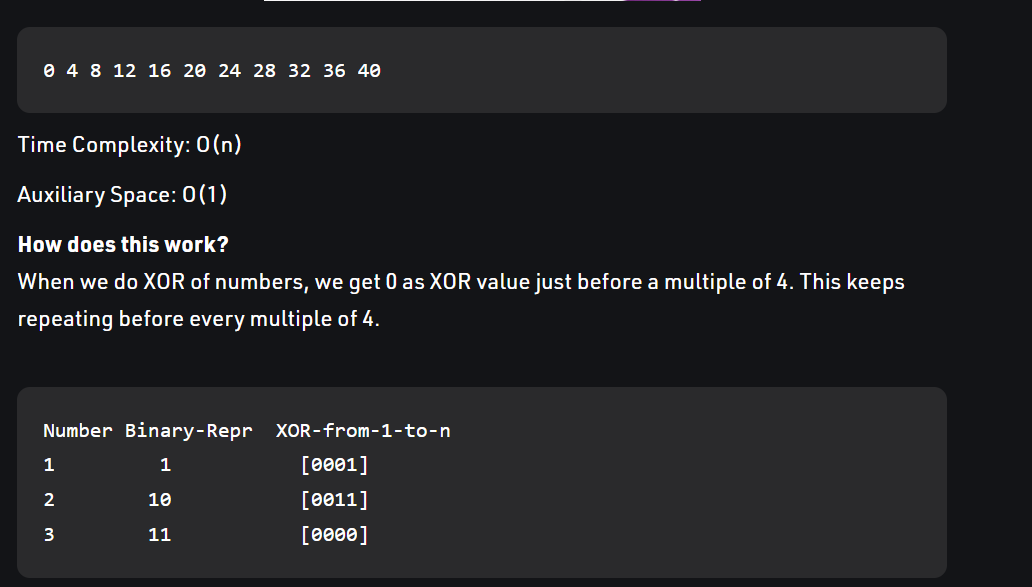 0 4 8 12 16 20 24 28 32 36 40
Time Complexity: O(n)
Auxiliary Space: O(1)
How does this work?
When we do XOR of numbers, we get 0 as XOR value just before a multiple of 4. This keeps
repeating before every multiple of 4.
Number Binary-Repr  XOR-from-1-to-n
1         1           [0001]
2        10           [0011]
3        11           [0000]